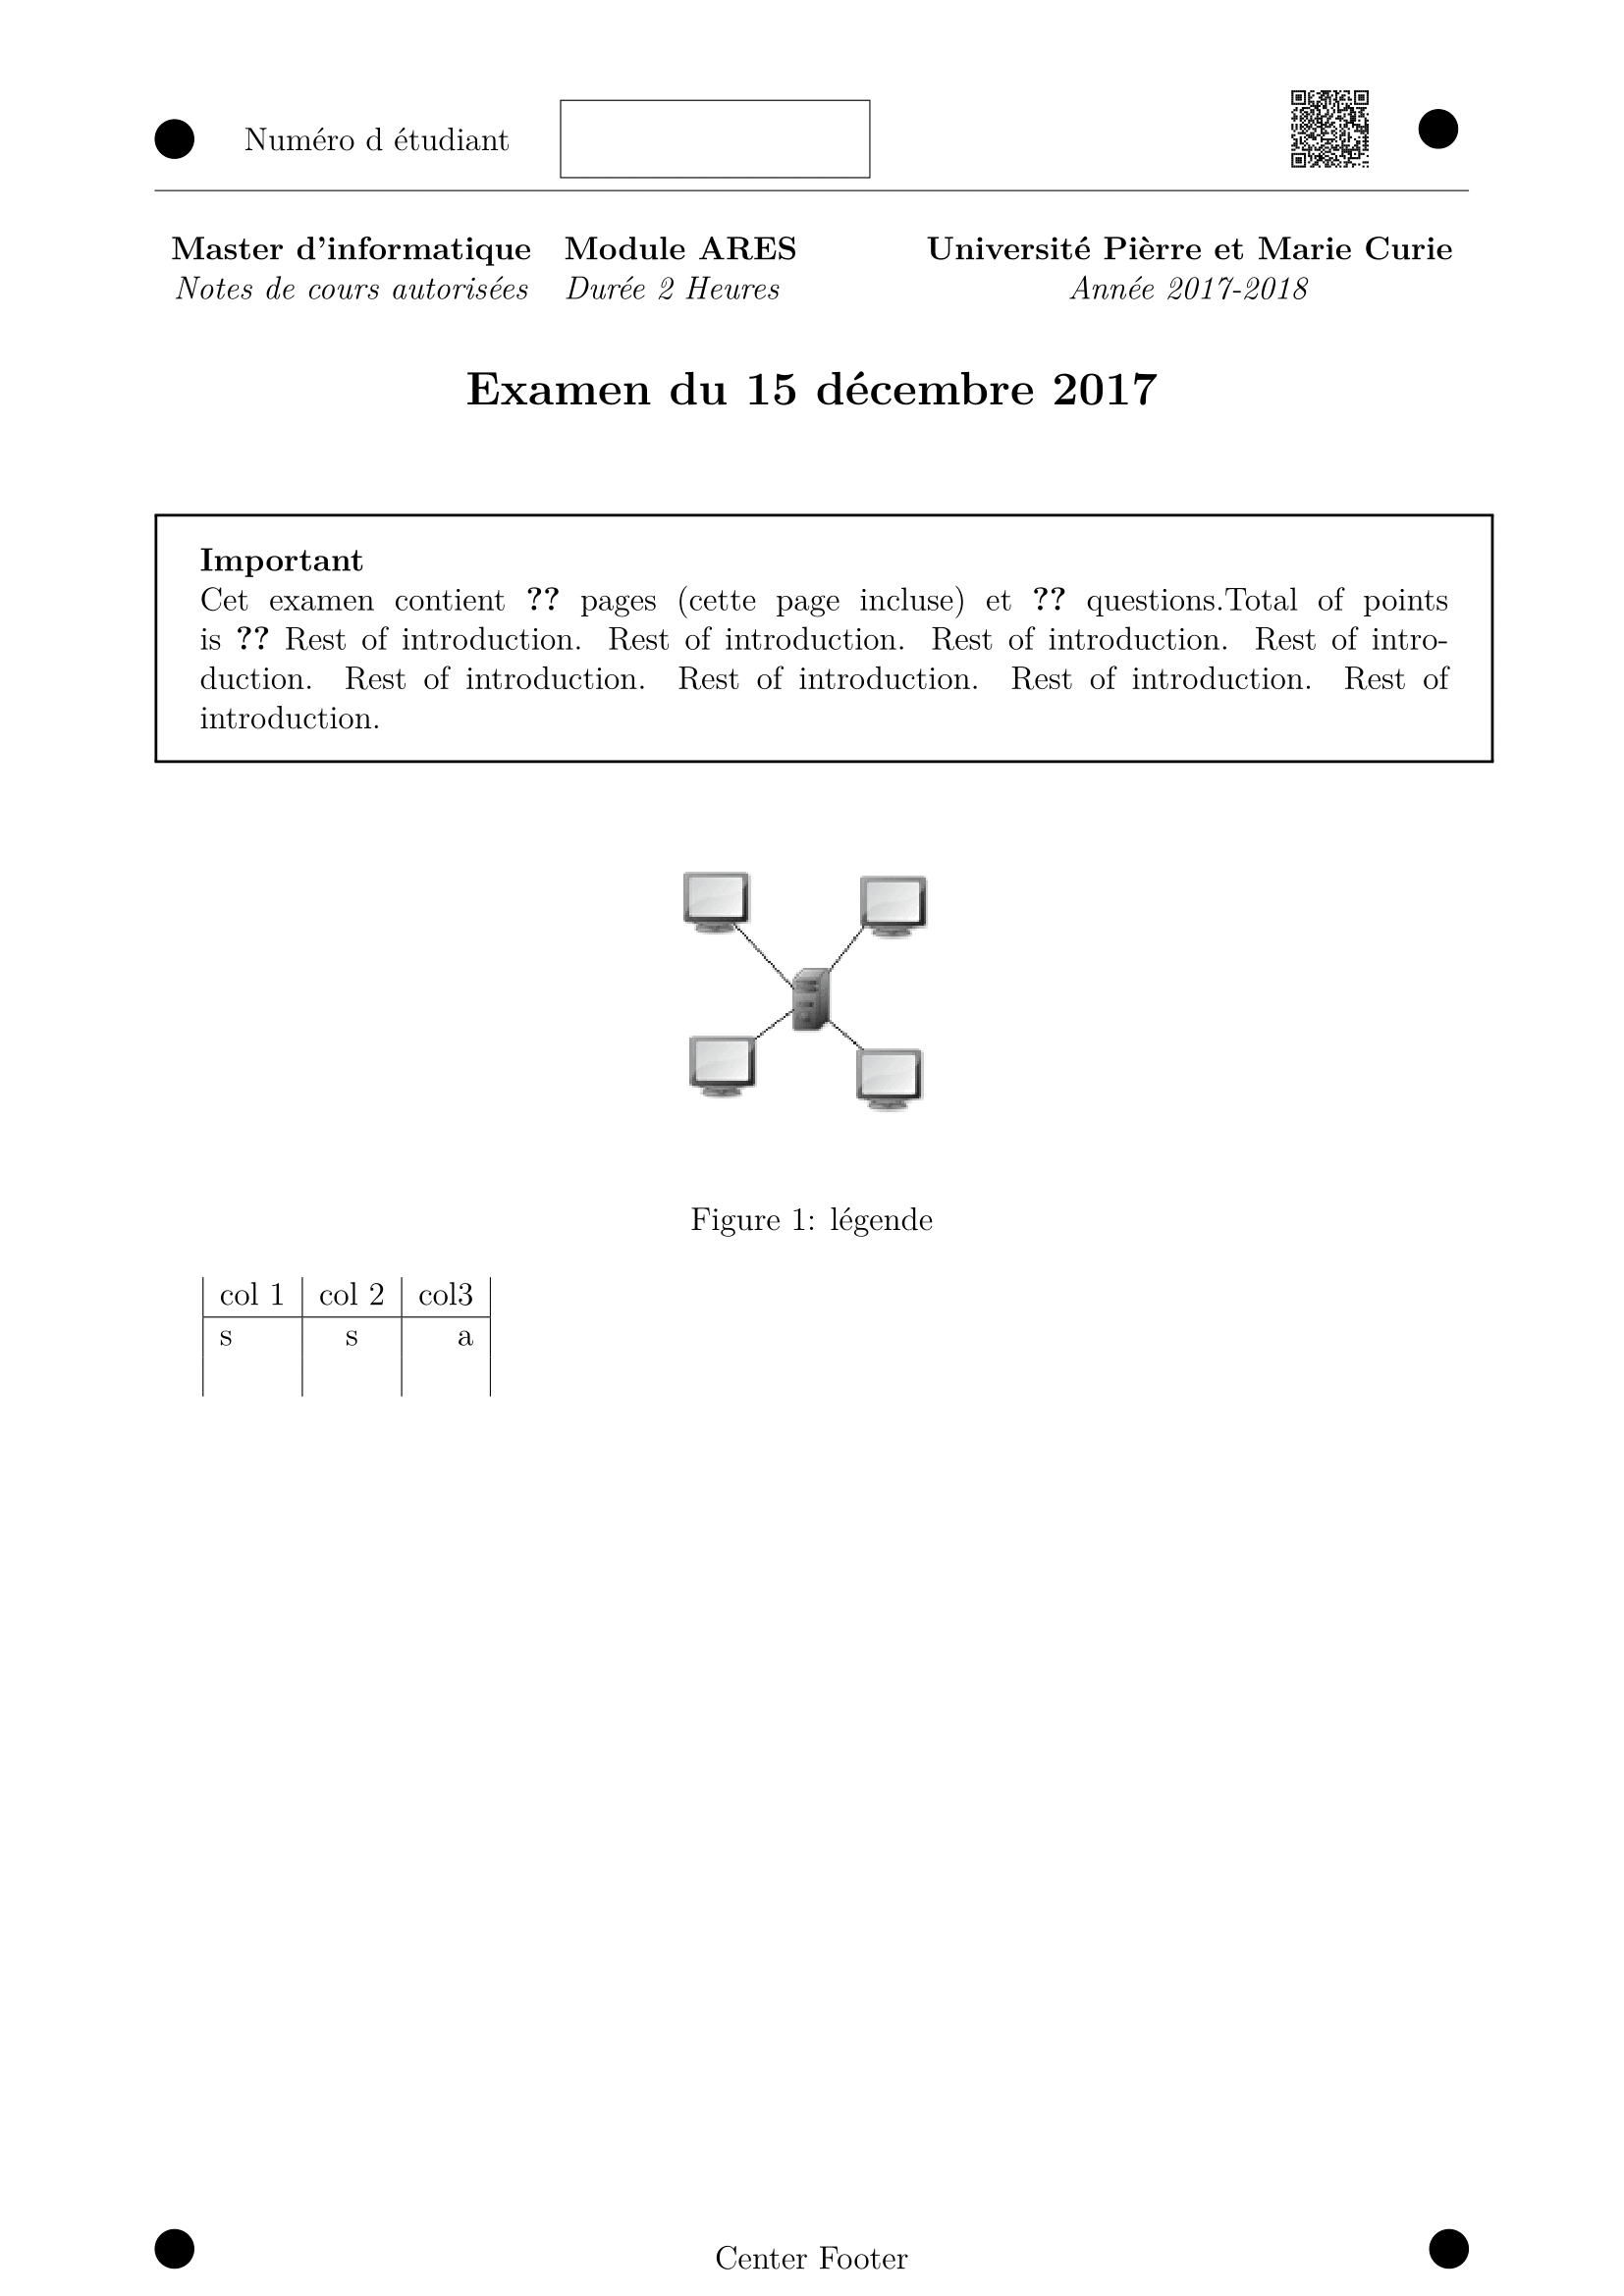 Numéro d étudiant
Master d'informatique Module ARES Université Pièrre et Marie Curie
Notes de cours autorisées Durée 2 Heures Année 2017-2018
Examen du 15 décembre 2017
Important
Cet examen contient ?? pages (cette page incluse) et ?? questions.Total of points
is ?? Rest of introduction. Rest of introduction. Rest of introduction. Rest of intro-
duction. Rest of introduction. Rest of introduction. Rest of introduction. Rest of
introduction.
Figure 1: légende
col 1 col 2 col3
s s a
Center Footer